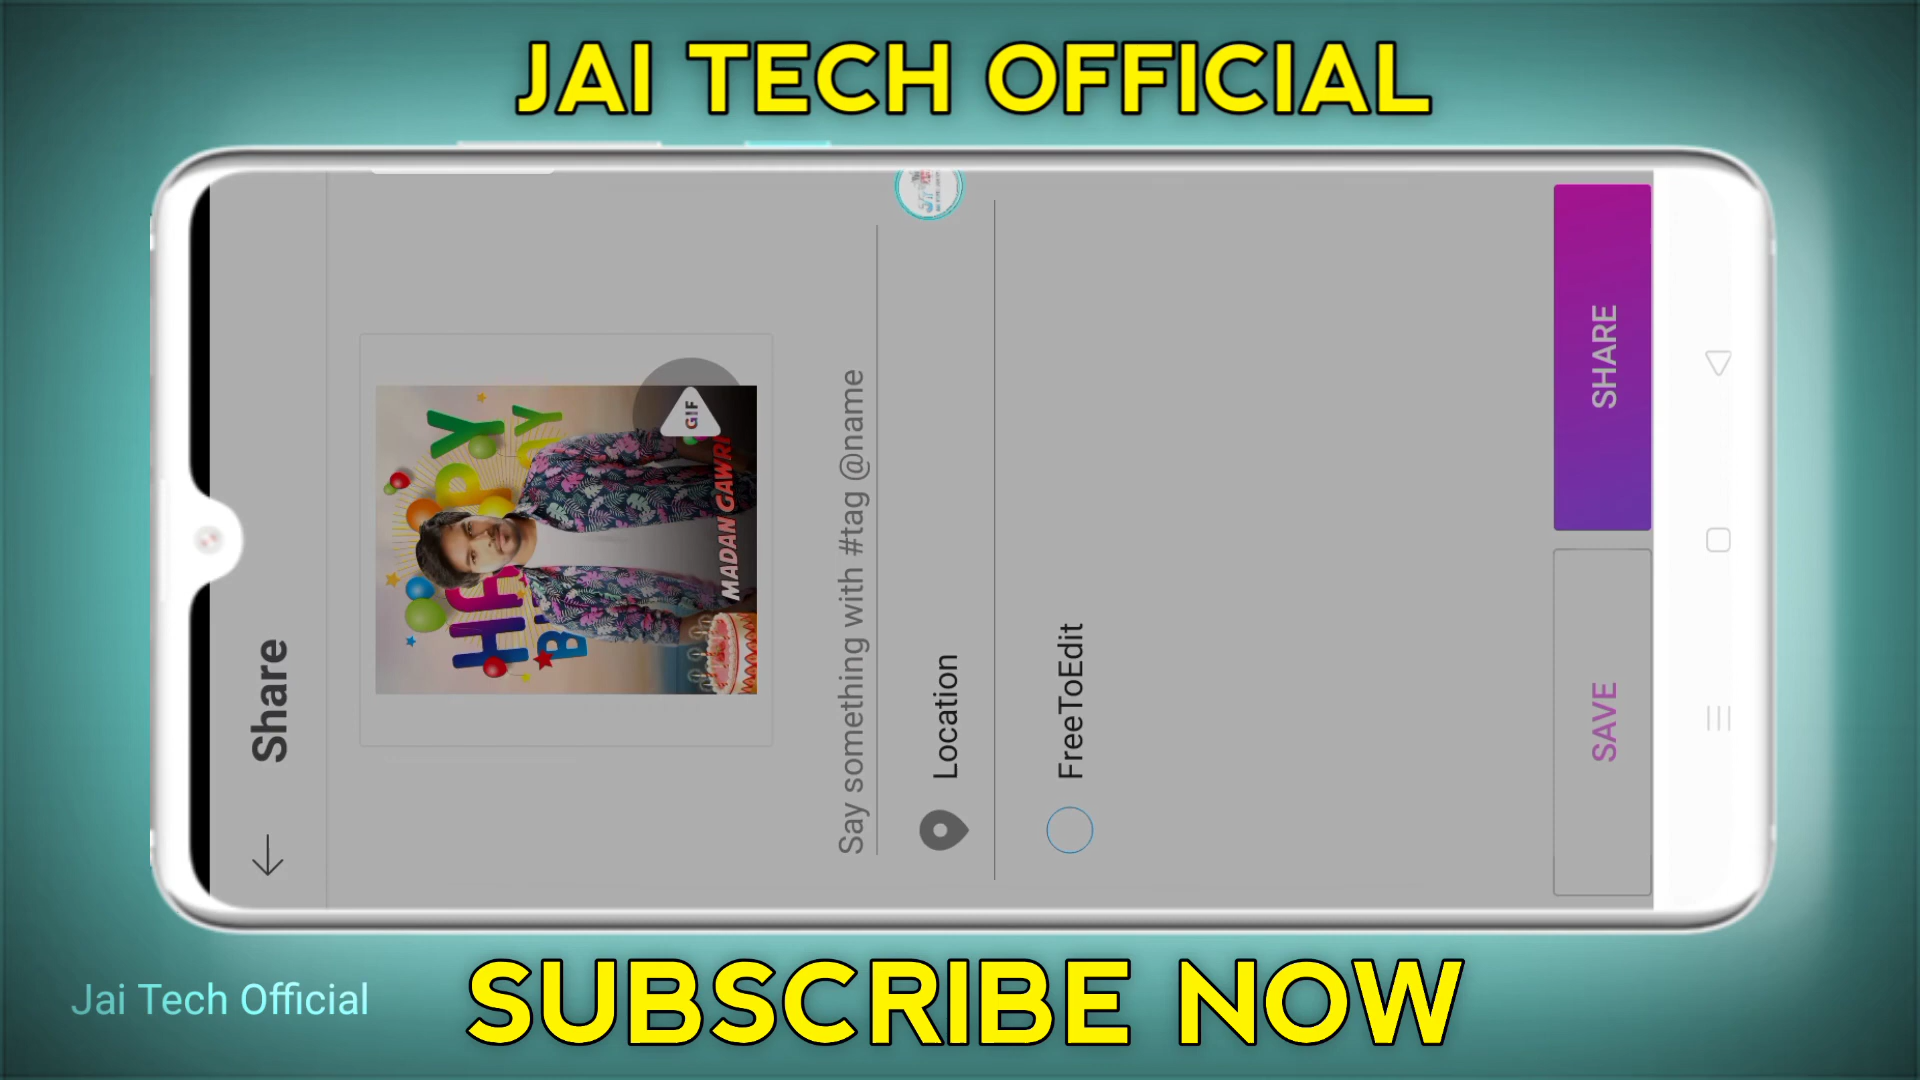 JAI TECH OFFICIAL
Share
HAPPY
GIF
MADAN GAWRI
Say something with #tag @name
Location
FreeToEdit
SAVE
SHARE
Jai Tech Official
SUBSCRIBE NOW